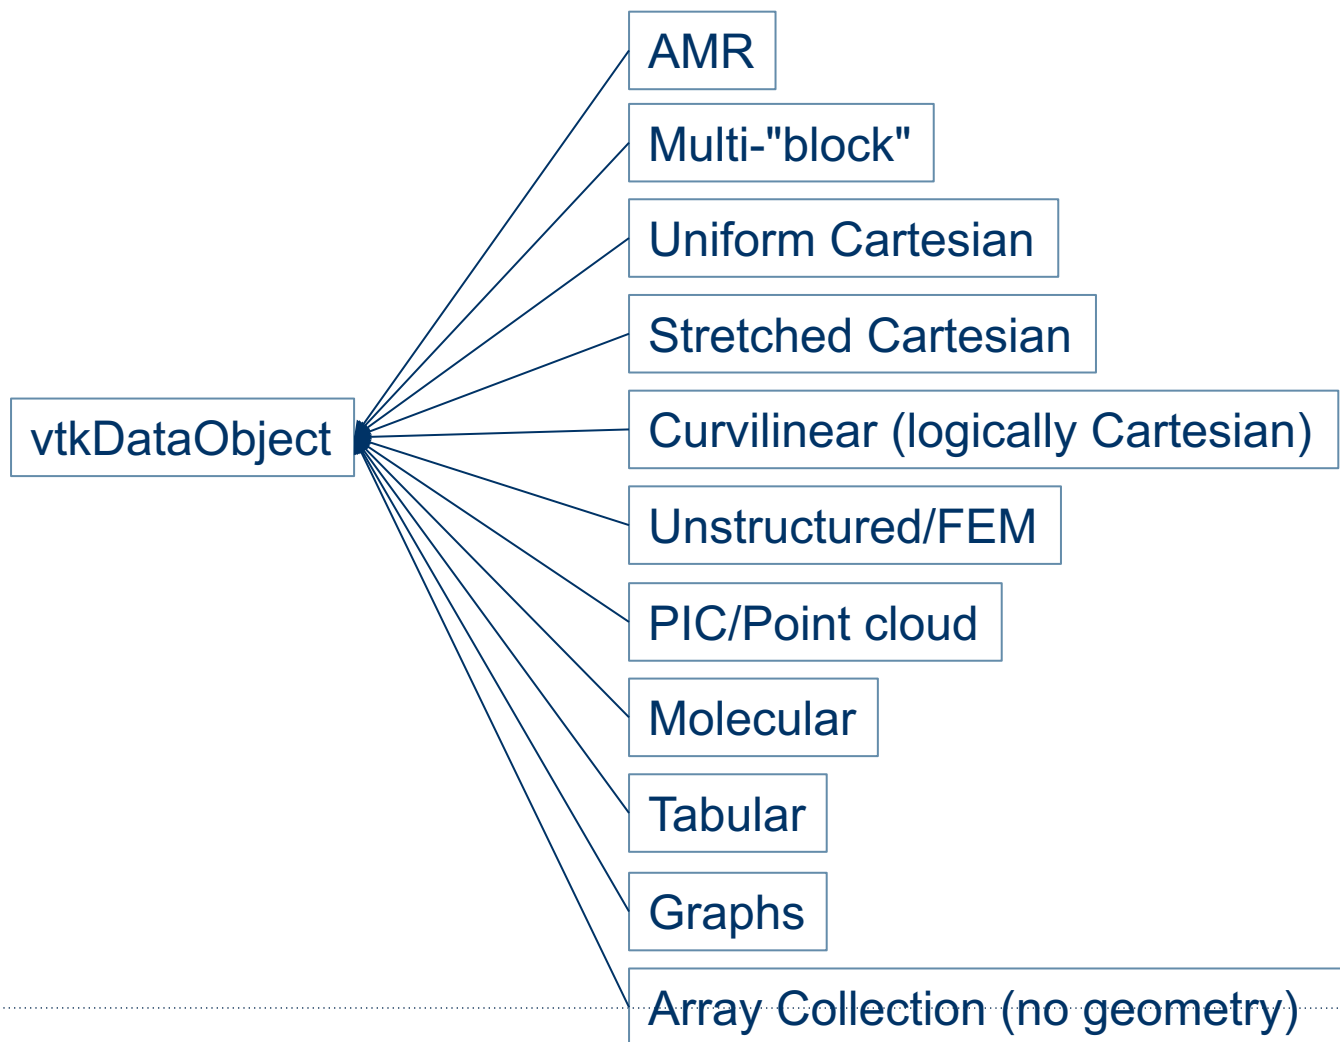 AMR
Multi-"block"
Uniform Cartesian
Stretched Cartesian
vtkDataObject
Curvilinear (logically Cartesian)
Unstructured/FEM
PIC/Point cloud
Molecular
Tabular
Graphs
Array Collection (no geometry)